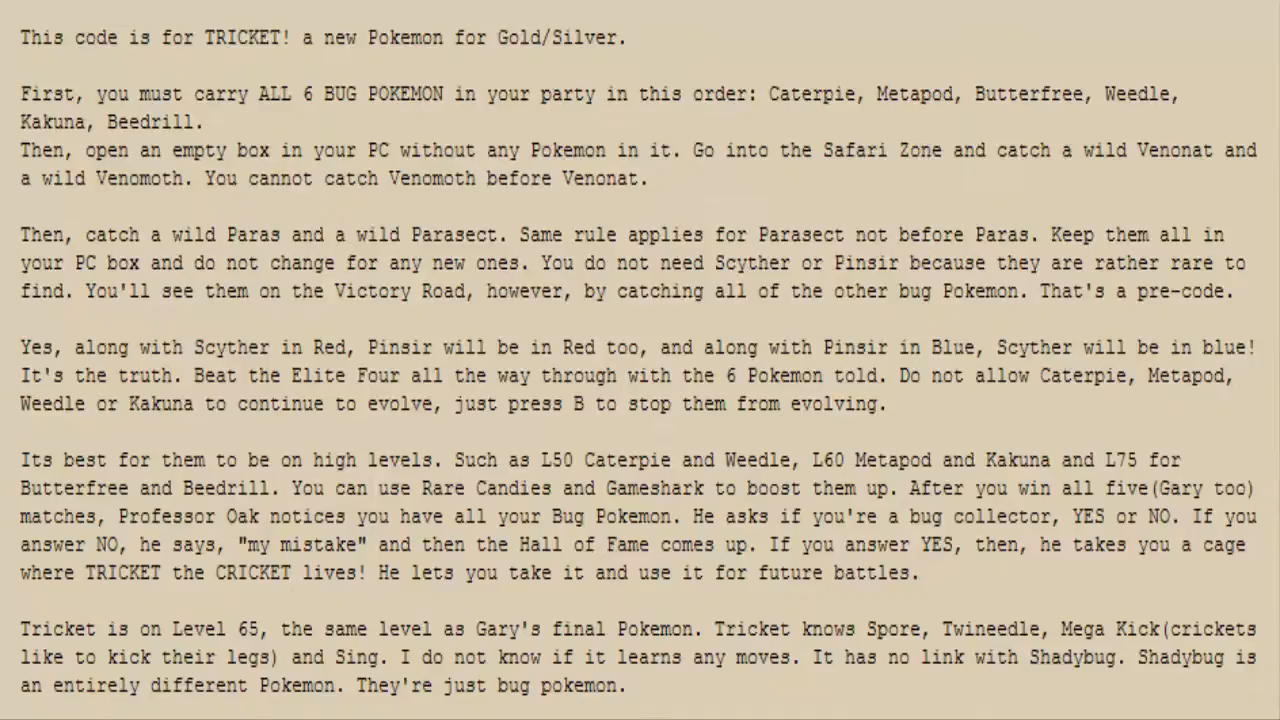 This code is for TRICKET! a new Pokemon for Gold/Silver.
First, you must carry ALL 6 BUG POKEMON in your party in this order: Caterpie, Metapod, Butterfree, Weedle,
Kakuna, Beedrill.
Then, open an empty box in your PC without any Pokemon in it. Go into the Safari Zone and catch a wild Venonat and
a wild Venomoth. You cannot catch Venomoth before Venonat.
Then, catch a wild Paras and a wild Parasect. Same rule applies for Parasect not before Paras. Keep them all in
your PC box and do not change for any new ones. You do not need Scyther or Pinsir because they are rather rare to
find. You'll see them on the Victory Road, however, by catching all of the other bug Pokemon. That's a pre-code.
Yes, along with Scyther in Red, Pinsir will be in Red too, and along with Pinsir in Blue, Scyther will be in blue!
It's the truth. Beat the Elite Four all the way through with the 6 Pokemon told. Do not allow Caterpie, Metapod,
Weedle or Kakuna to continue to evolve, just press B to stop them from evolving.
Its best for them to be on high levels. Such as L50 Caterpie and Weedle, L60 Metapod and Kakuna and L75 for
Butterfree and Beedrill. You can use Rare Candies and Gameshark to boost them up. After you win all five(Gary too)
matches, Professor Oak notices you have all your Bug Pokemon. He asks if you're a bug collector, YES or NO. If you
answer NO, he says, "my mistake" and then the Hall of Fame comes up. If you answer YES, then, he takes you a cage
where TRICKET the CRICKET lives! He lets you take it and use it for future battles.
Tricket is on Level 65, the same level as Gary's final Pokemon. Tricket knows Spore, Twineedle, Mega Kick(crickets
like to kick their legs) and Sing. I do not know if it learns any moves. It has no link with Shadybug. Shadybug is
an entirely different Pokemon. They're just bug pokemon.